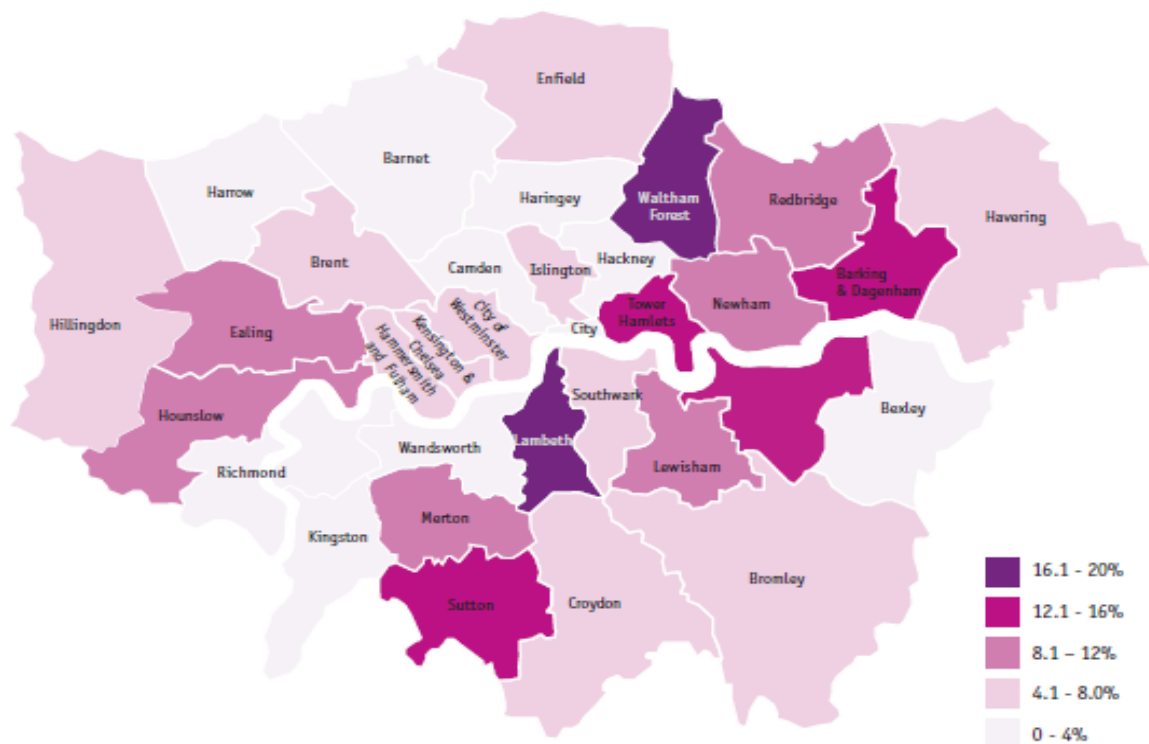 Enfield
Barnet
Harrow
Haringey
Waltham
Forest
Redbridge
Havering
Brent
Camden
Islington
Hackney
Barking
& Dagenham
Hillingdon
Ealing
City of
Westminster
Kensington &
Chelsea
Hammersmith
and Fulham
City
Tower
Hamlets
Newham
Hounslow
Southwark
Bexley
Richmond
Wandsworth
Lambeth
Lewisham
Merton
Kingston
Sutton
Croydon
Bromley
16.1 - 20%
12.1 - 16%
8.1 – 12%
4.1 - 8.0%
0 - 4%